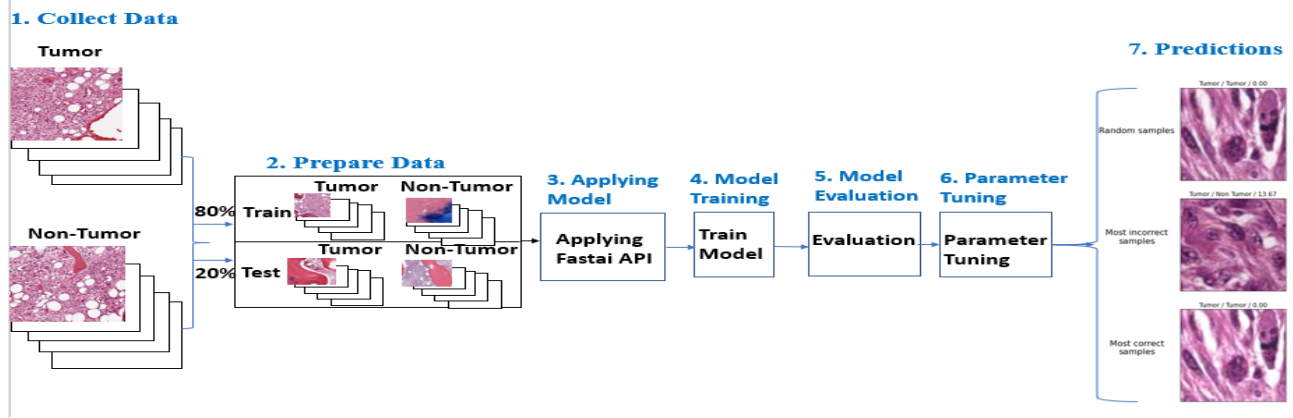 1. Collect Data
Tumor
Non-Tumor
2. Prepare Data
80%
20%
Train
Tumor
Non-Tumor
Test
Tumor
Non-Tumor
3. Applying
Model
Applying
Fastai API
4. Model
Training
Train
Model
5. Model
Evaluation
Evaluation
6. Parameter
Tuning
Parameter
Tuning
7. Predictions
Random samples
Tumor / Tumor / 0.00
Most incorrect
samples
Tumor / Non Tumor / 13.67
Most correct
samples
Tumor / Tumor / 0.00